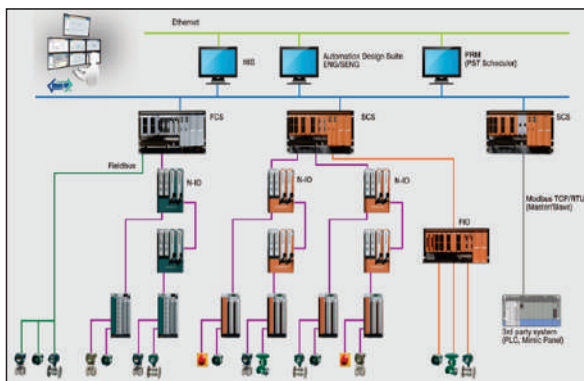 Ethernet
HIS
Automation Design Suite
ENG/SENG
PRM
(PST Scheduler)
FCS
SCS
SCS
Fieldbus
N-IO
N-IO
N-IO
Modbus TCP/RTU
(Master/Slave)
FIO
3rd party system
(PLC, Mimic Panel)